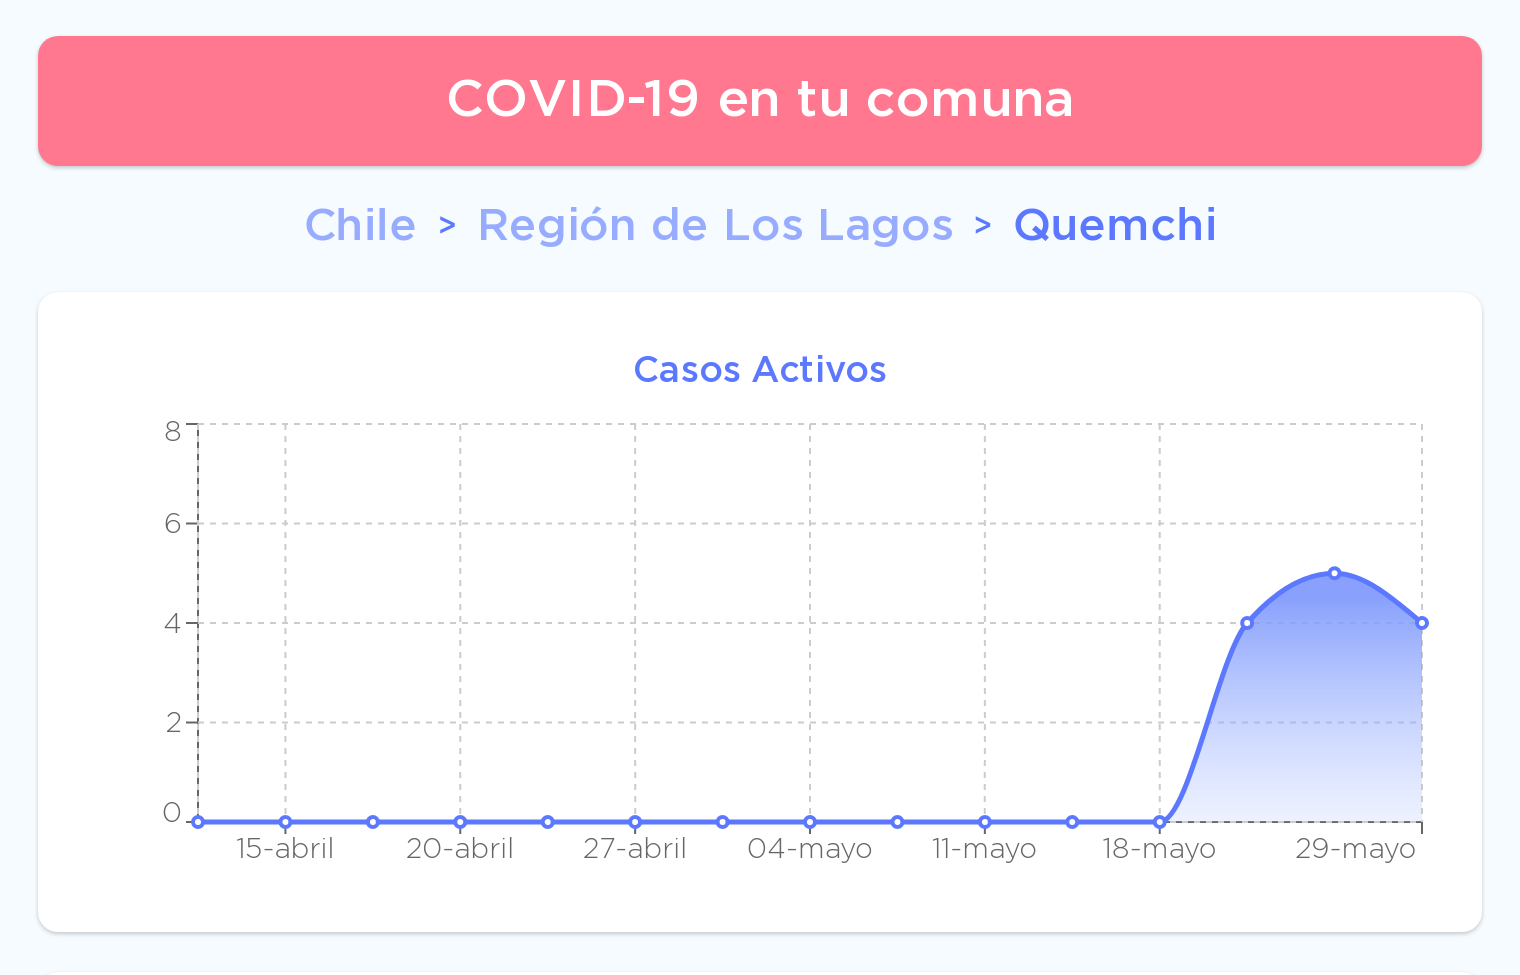 COVID-19 en tu comuna
Chile > Región de Los Lagos > Quemchi
Casos Activos
8
6
4
2
0
15-abril 20-abril 27-abril 04-mayo 11-mayo 18-mayo 29-mayo